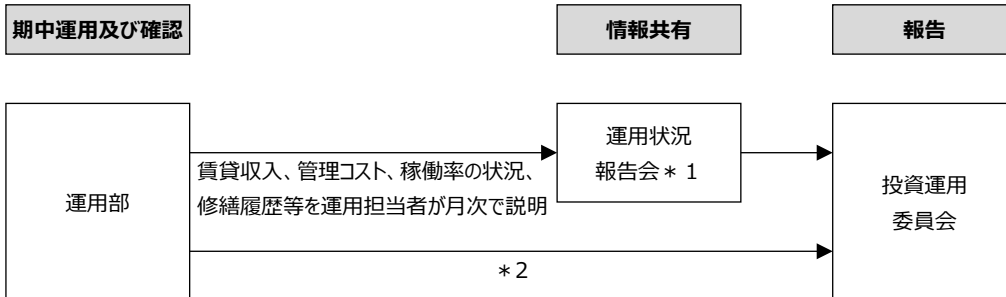 期中運用及び確認
情報共有
報告
運用部
賃貸収入、管理コスト、稼働率の状況、
修繕履歴等を運用担当者が月次で説明
運用状況
報告会＊１
投資運用
委員会
＊２